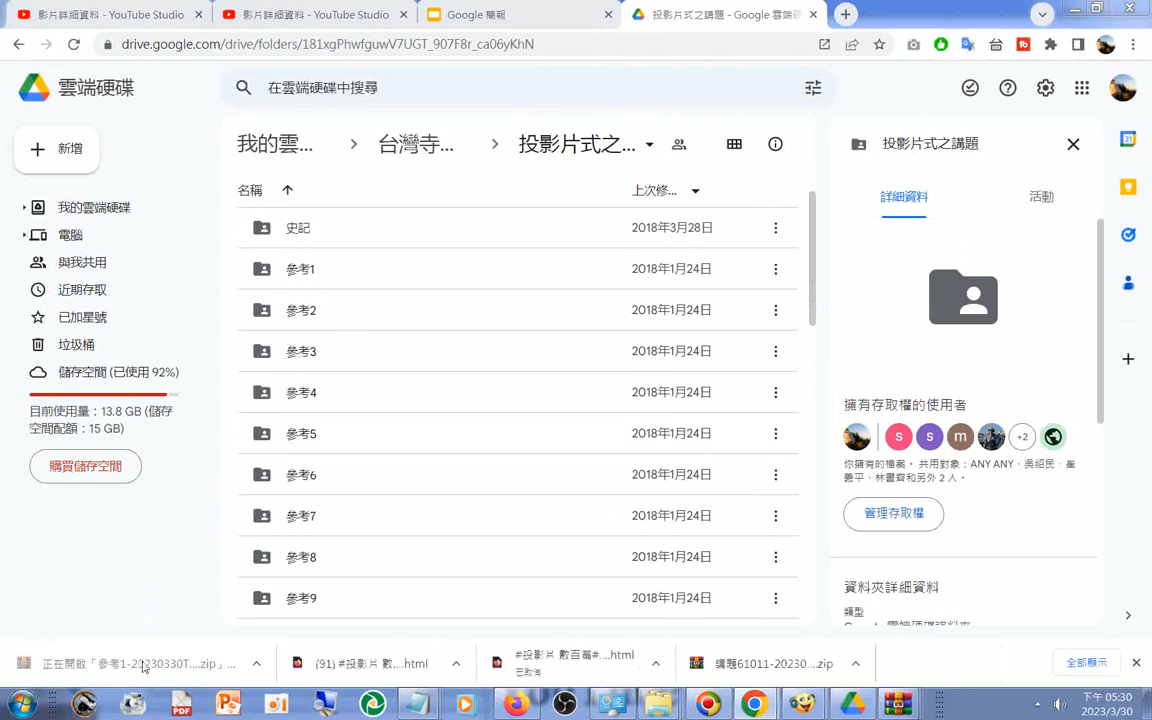 影片詳細資料 - YouTube Studio
影片詳細資料 - YouTube Studio
Google 簡報
投影片式之講題 - Google 雲端硬碟
drive.google.com/drive/folders/181xgPhwfguwV7UGT_907F8r_ca06yKhN
雲端硬碟
在雲端硬碟中搜尋
新增
我的雲端硬碟
電腦
與我共用
近期存取
已加星號
垃圾桶
儲存空間 (已使用 92%)
目前使用量：13.8 GB (儲存
空間配額：15 GB)
購買儲存空間
我的雲...
台灣寺...
投影片式之...
名稱
上次修...
史記 2018年3月28日
參考1 2018年1月24日
參考2 2018年1月24日
參考3 2018年1月24日
參考4 2018年1月24日
參考5 2018年1月24日
參考6 2018年1月24日
參考7 2018年1月24日
參考8 2018年1月24日
參考9 2018年1月24日
投影片式之講題
詳細資料
活動
擁有存取權的使用者
S
s
m
+2
你擁有的檔案。 共用對象：ANY ANY、吳紹民、崔
義平、林書齊和另外 2 人。
管理存取權
資料夾詳細資料
類型
正在開啟「參考1-20230330T....zip」...
(91) #投影片 數....html
#投影片 數百萬#....html
已取消
講題61011-20230....zip
全部顯示
下午 05:30
2023/3/30